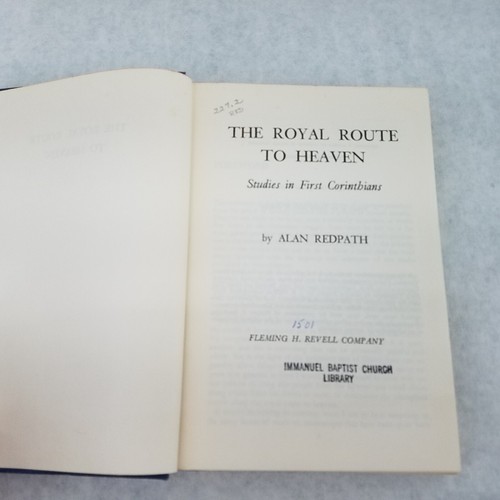 227.2
RED
THE ROYAL ROUTE
TO HEAVEN
Studies in First Corinthians
by ALAN REDPATH
1501
FLEMING H. REVELL COMPANY
IMMANUEL BAPTIST CHURCH
LIBRARY